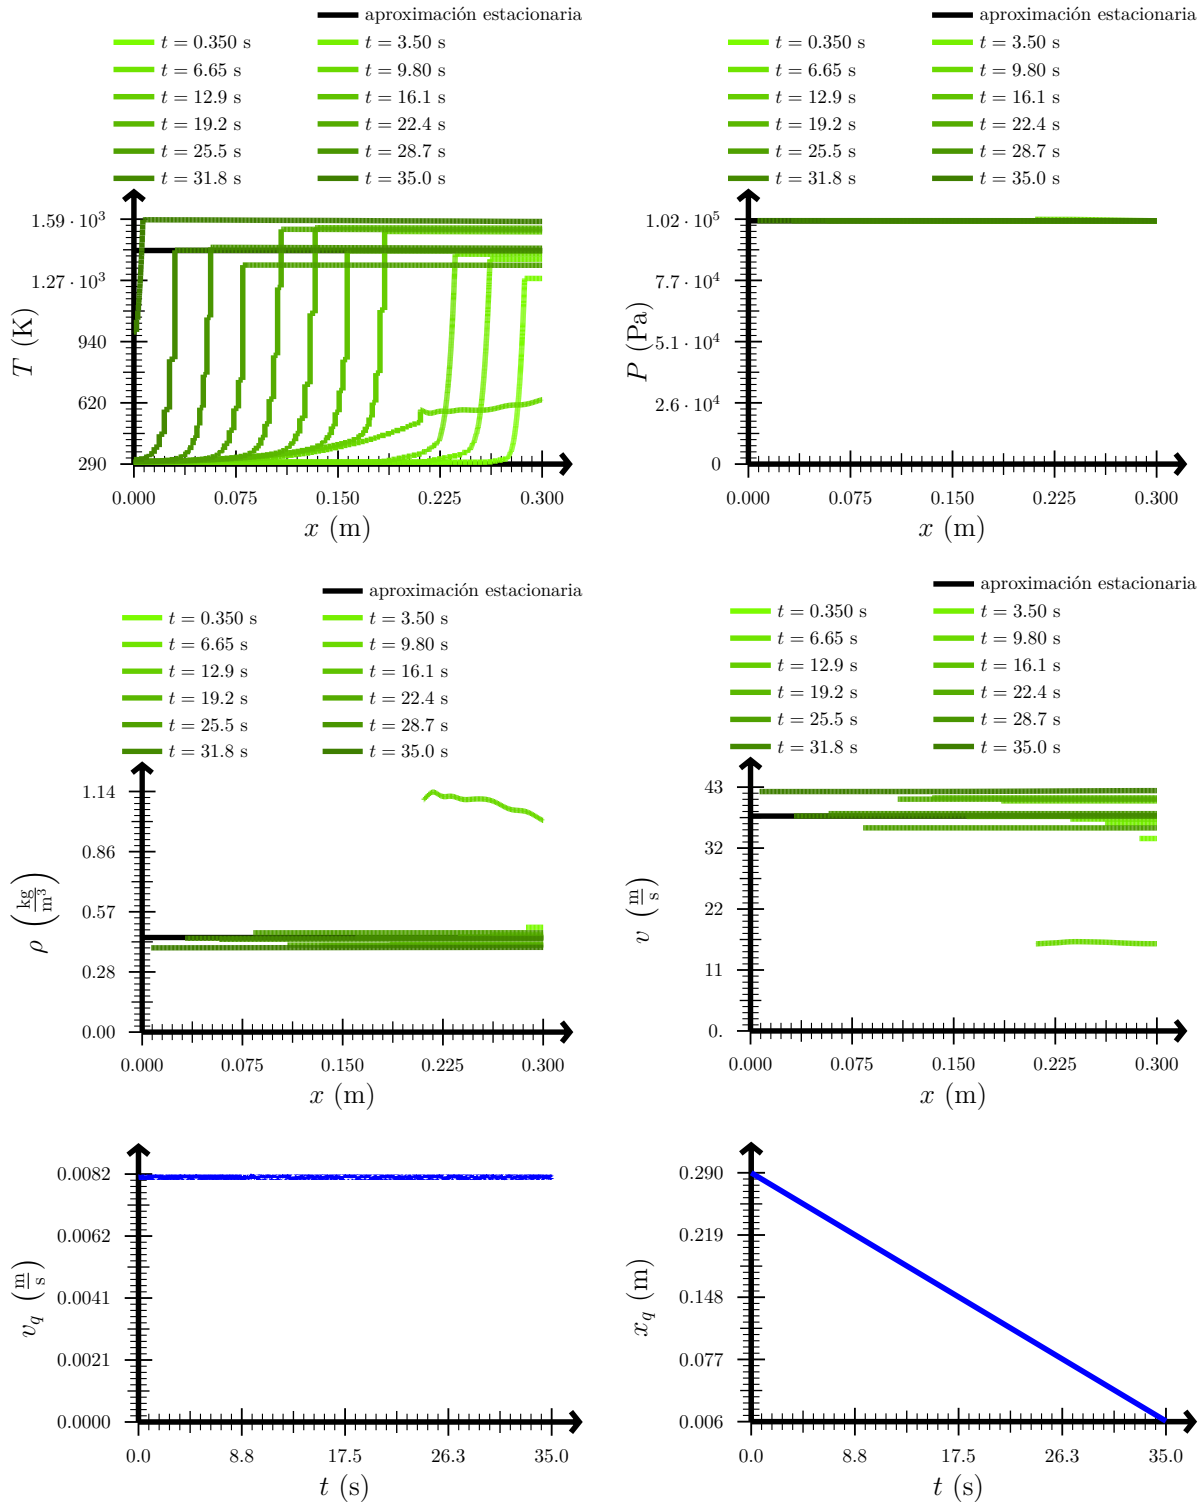 aproximación estacionaria
t = 0.350 s t = 3.50 s
t = 6.65 s t = 9.80 s
t = 12.9 s t = 16.1 s
t = 19.2 s t = 22.4 s
t = 25.5 s t = 28.7 s
t = 31.8 s t = 35.0 s
1.59 · 10³
1.27 · 10³
940
620
290
T (K)
0.000 0.075 0.150 0.225 0.300
x (m)
aproximación estacionaria
t = 0.350 s t = 3.50 s
t = 6.65 s t = 9.80 s
t = 12.9 s t = 16.1 s
t = 19.2 s t = 22.4 s
t = 25.5 s t = 28.7 s
t = 31.8 s t = 35.0 s
1.02 · 10⁵
7.7 · 10⁴
5.1 · 10⁴
2.6 · 10⁴
0
P (Pa)
0.000 0.075 0.150 0.225 0.300
x (m)
aproximación estacionaria
t = 0.350 s t = 3.50 s
t = 6.65 s t = 9.80 s
t = 12.9 s t = 16.1 s
t = 19.2 s t = 22.4 s
t = 25.5 s t = 28.7 s
t = 31.8 s t = 35.0 s
1.14
0.86
0.57
0.28
0.00
ρ (kg/m³)
0.000 0.075 0.150 0.225 0.300
x (m)
aproximación estacionaria
t = 0.350 s t = 3.50 s
t = 6.65 s t = 9.80 s
t = 12.9 s t = 16.1 s
t = 19.2 s t = 22.4 s
t = 25.5 s t = 28.7 s
t = 31.8 s t = 35.0 s
43
32
22
11
0.
v (m/s)
0.000 0.075 0.150 0.225 0.300
x (m)
0.0082
0.0062
0.0041
0.0021
0.0000
v_q (m/s)
0.0 8.8 17.5 26.3 35.0
t (s)
0.290
0.219
0.148
0.077
0.006
x_q (m)
0.0 8.8 17.5 26.3 35.0
t (s)